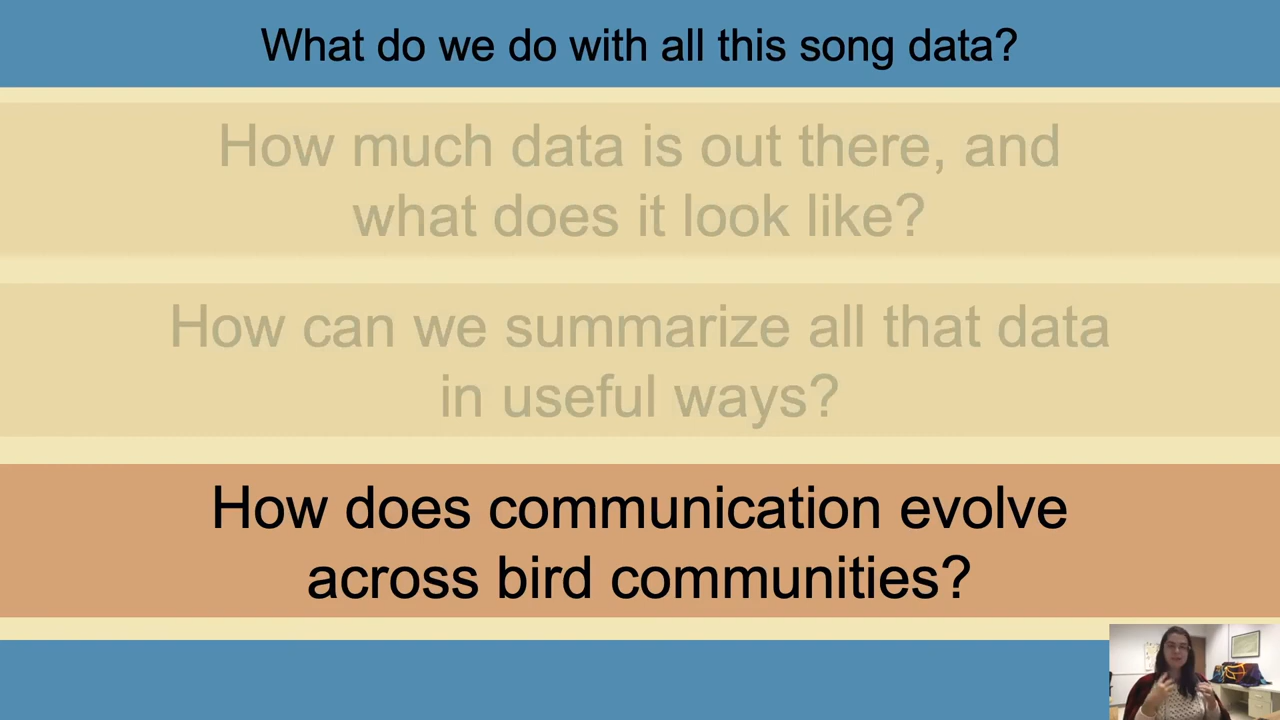 What do we do with all this song data?
How much data is out there, and
what does it look like?
How can we summarize all that data
in useful ways?
How does communication evolve
across bird communities?